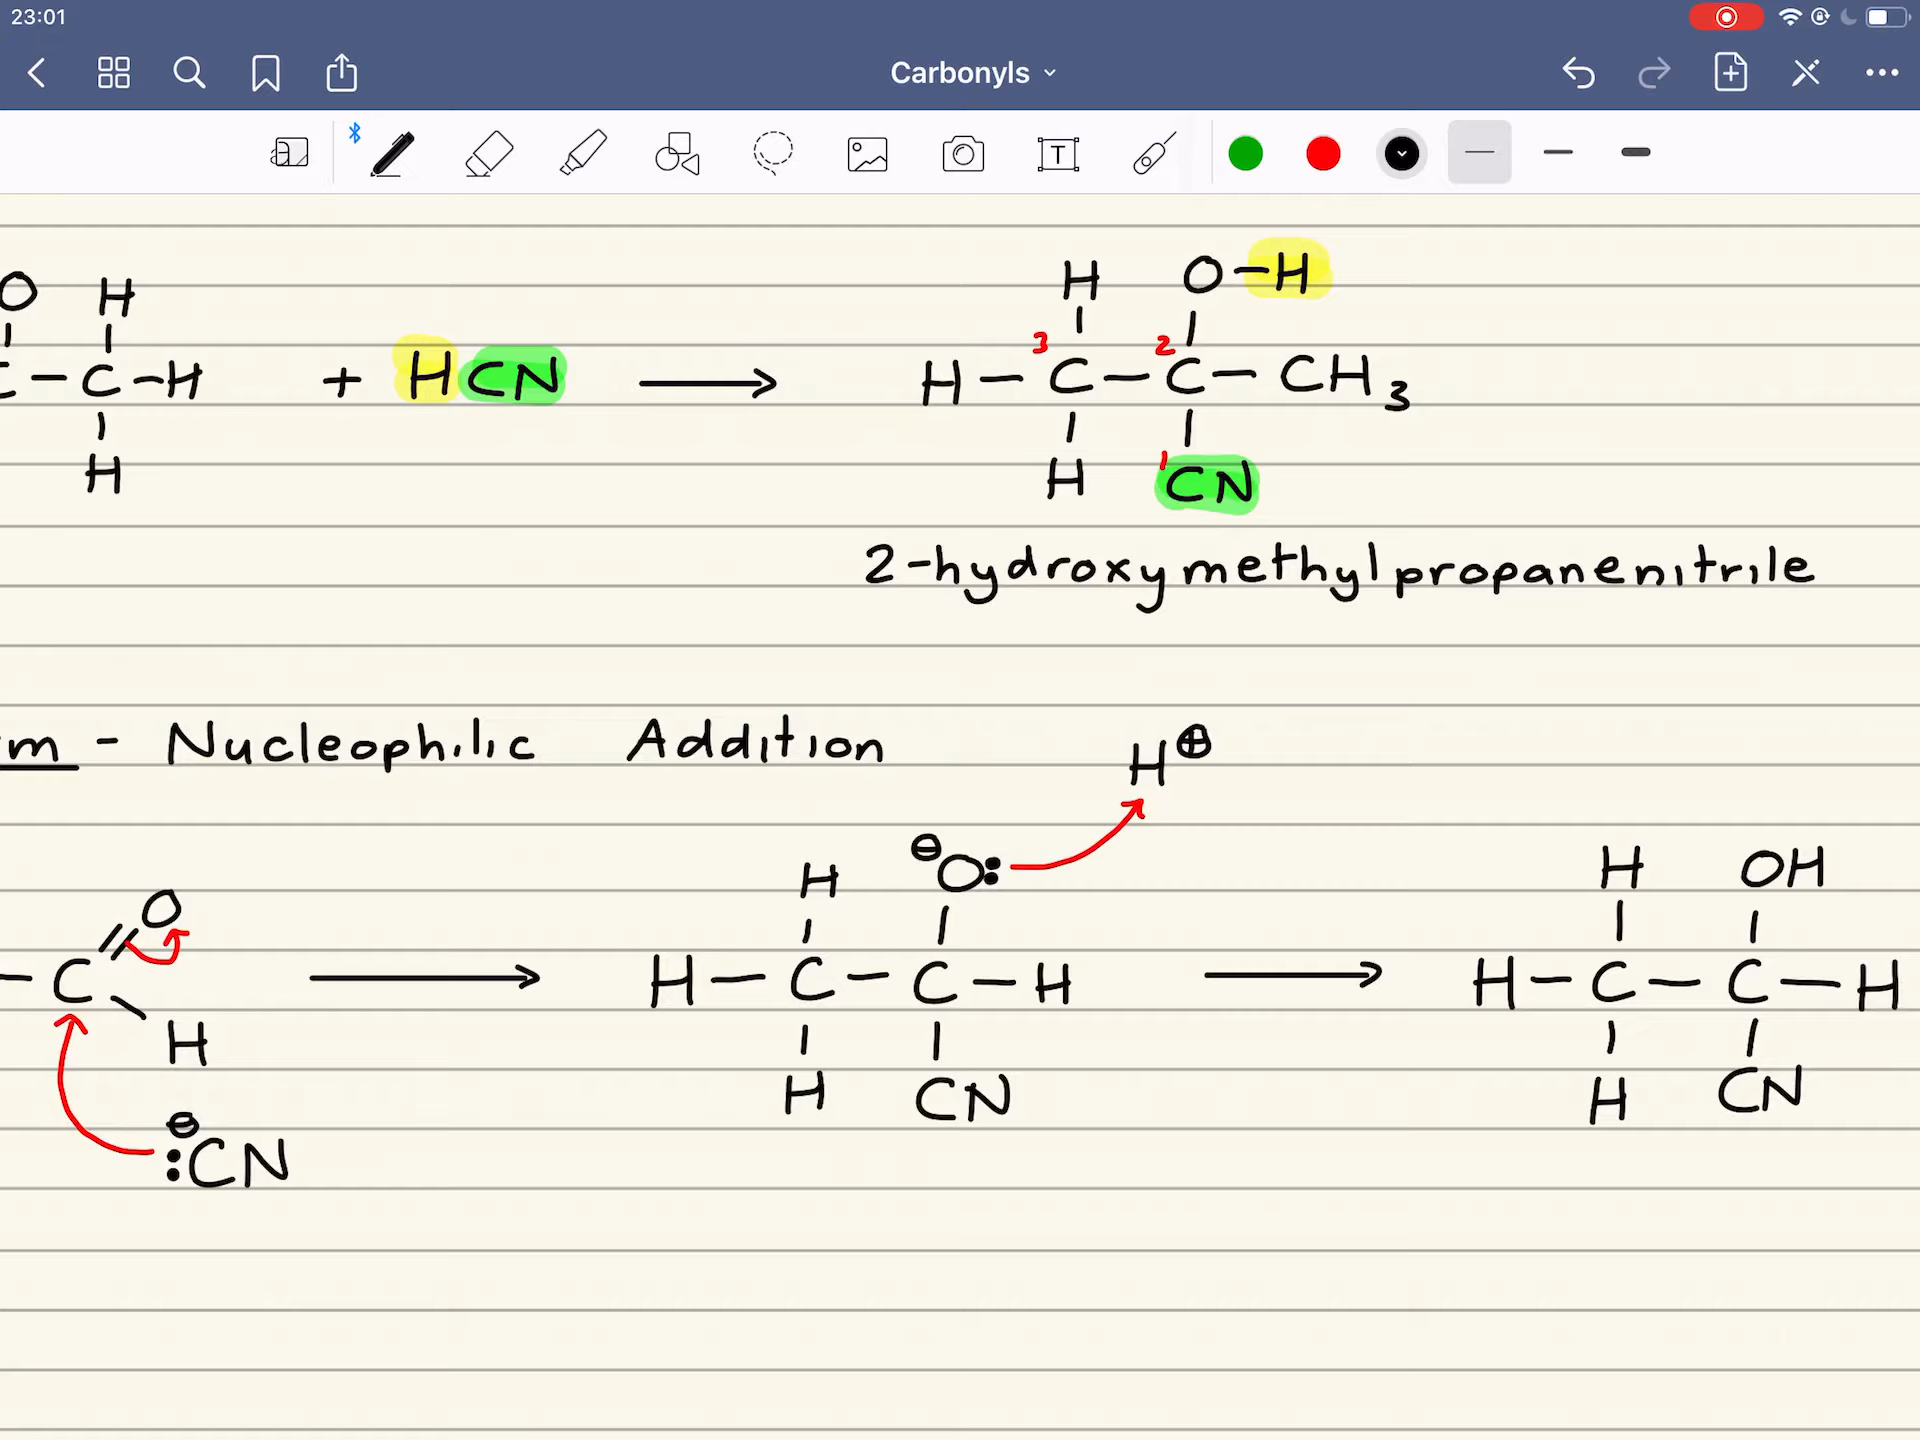 23:01
Carbonyls
O H H O-H
C-C-H + HCN → H-C-C-CH3
3 2
H H 1 CN
2-hydroxymethylpropanenitrile
m - Nucleophilic Addition H⊕
H ⊖O: H OH
O
-C → H-C-C-H → H-C-C-H
H H CN H CN
⊖
:CN